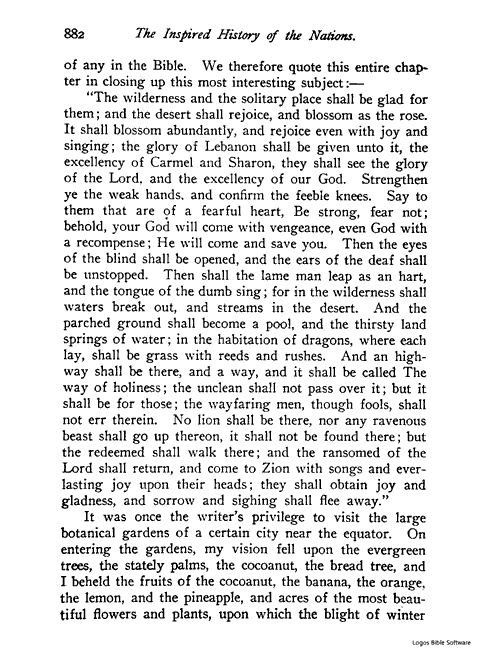 882 The Inspired History of the Nations.
of any in the Bible. We therefore quote this entire chap-
ter in closing up this most interesting subject:—
“The wilderness and the solitary place shall be glad for
them; and the desert shall rejoice, and blossom as the rose.
It shall blossom abundantly, and rejoice even with joy and
singing; the glory of Lebanon shall be given unto it, the
excellency of Carmel and Sharon, they shall see the glory
of the Lord, and the excellency of our God. Strengthen
ye the weak hands, and confirm the feeble knees. Say to
them that are of a fearful heart, Be strong, fear not;
behold, your God will come with vengeance, even God with
a recompense; He will come and save you. Then the eyes
of the blind shall be opened, and the ears of the deaf shall
be unstopped. Then shall the lame man leap as an hart,
and the tongue of the dumb sing; for in the wilderness shall
waters break out, and streams in the desert. And the
parched ground shall become a pool, and the thirsty land
springs of water; in the habitation of dragons, where each
lay, shall be grass with reeds and rushes. And an high-
way shall be there, and a way, and it shall be called The
way of holiness; the unclean shall not pass over it; but it
shall be for those; the wayfaring men, though fools, shall
not err therein. No lion shall be there, nor any ravenous
beast shall go up thereon, it shall not be found there; but
the redeemed shall walk there; and the ransomed of the
Lord shall return, and come to Zion with songs and ever-
lasting joy upon their heads; they shall obtain joy and
gladness, and sorrow and sighing shall flee away.”
It was once the writer’s privilege to visit the large
botanical gardens of a certain city near the equator. On
entering the gardens, my vision fell upon the evergreen
trees, the stately palms, the cocoanut, the bread tree, and
I beheld the fruits of the cocoanut, the banana, the orange,
the lemon, and the pineapple, and acres of the most beau-
tiful flowers and plants, upon which the blight of winter
Logos Bible Software